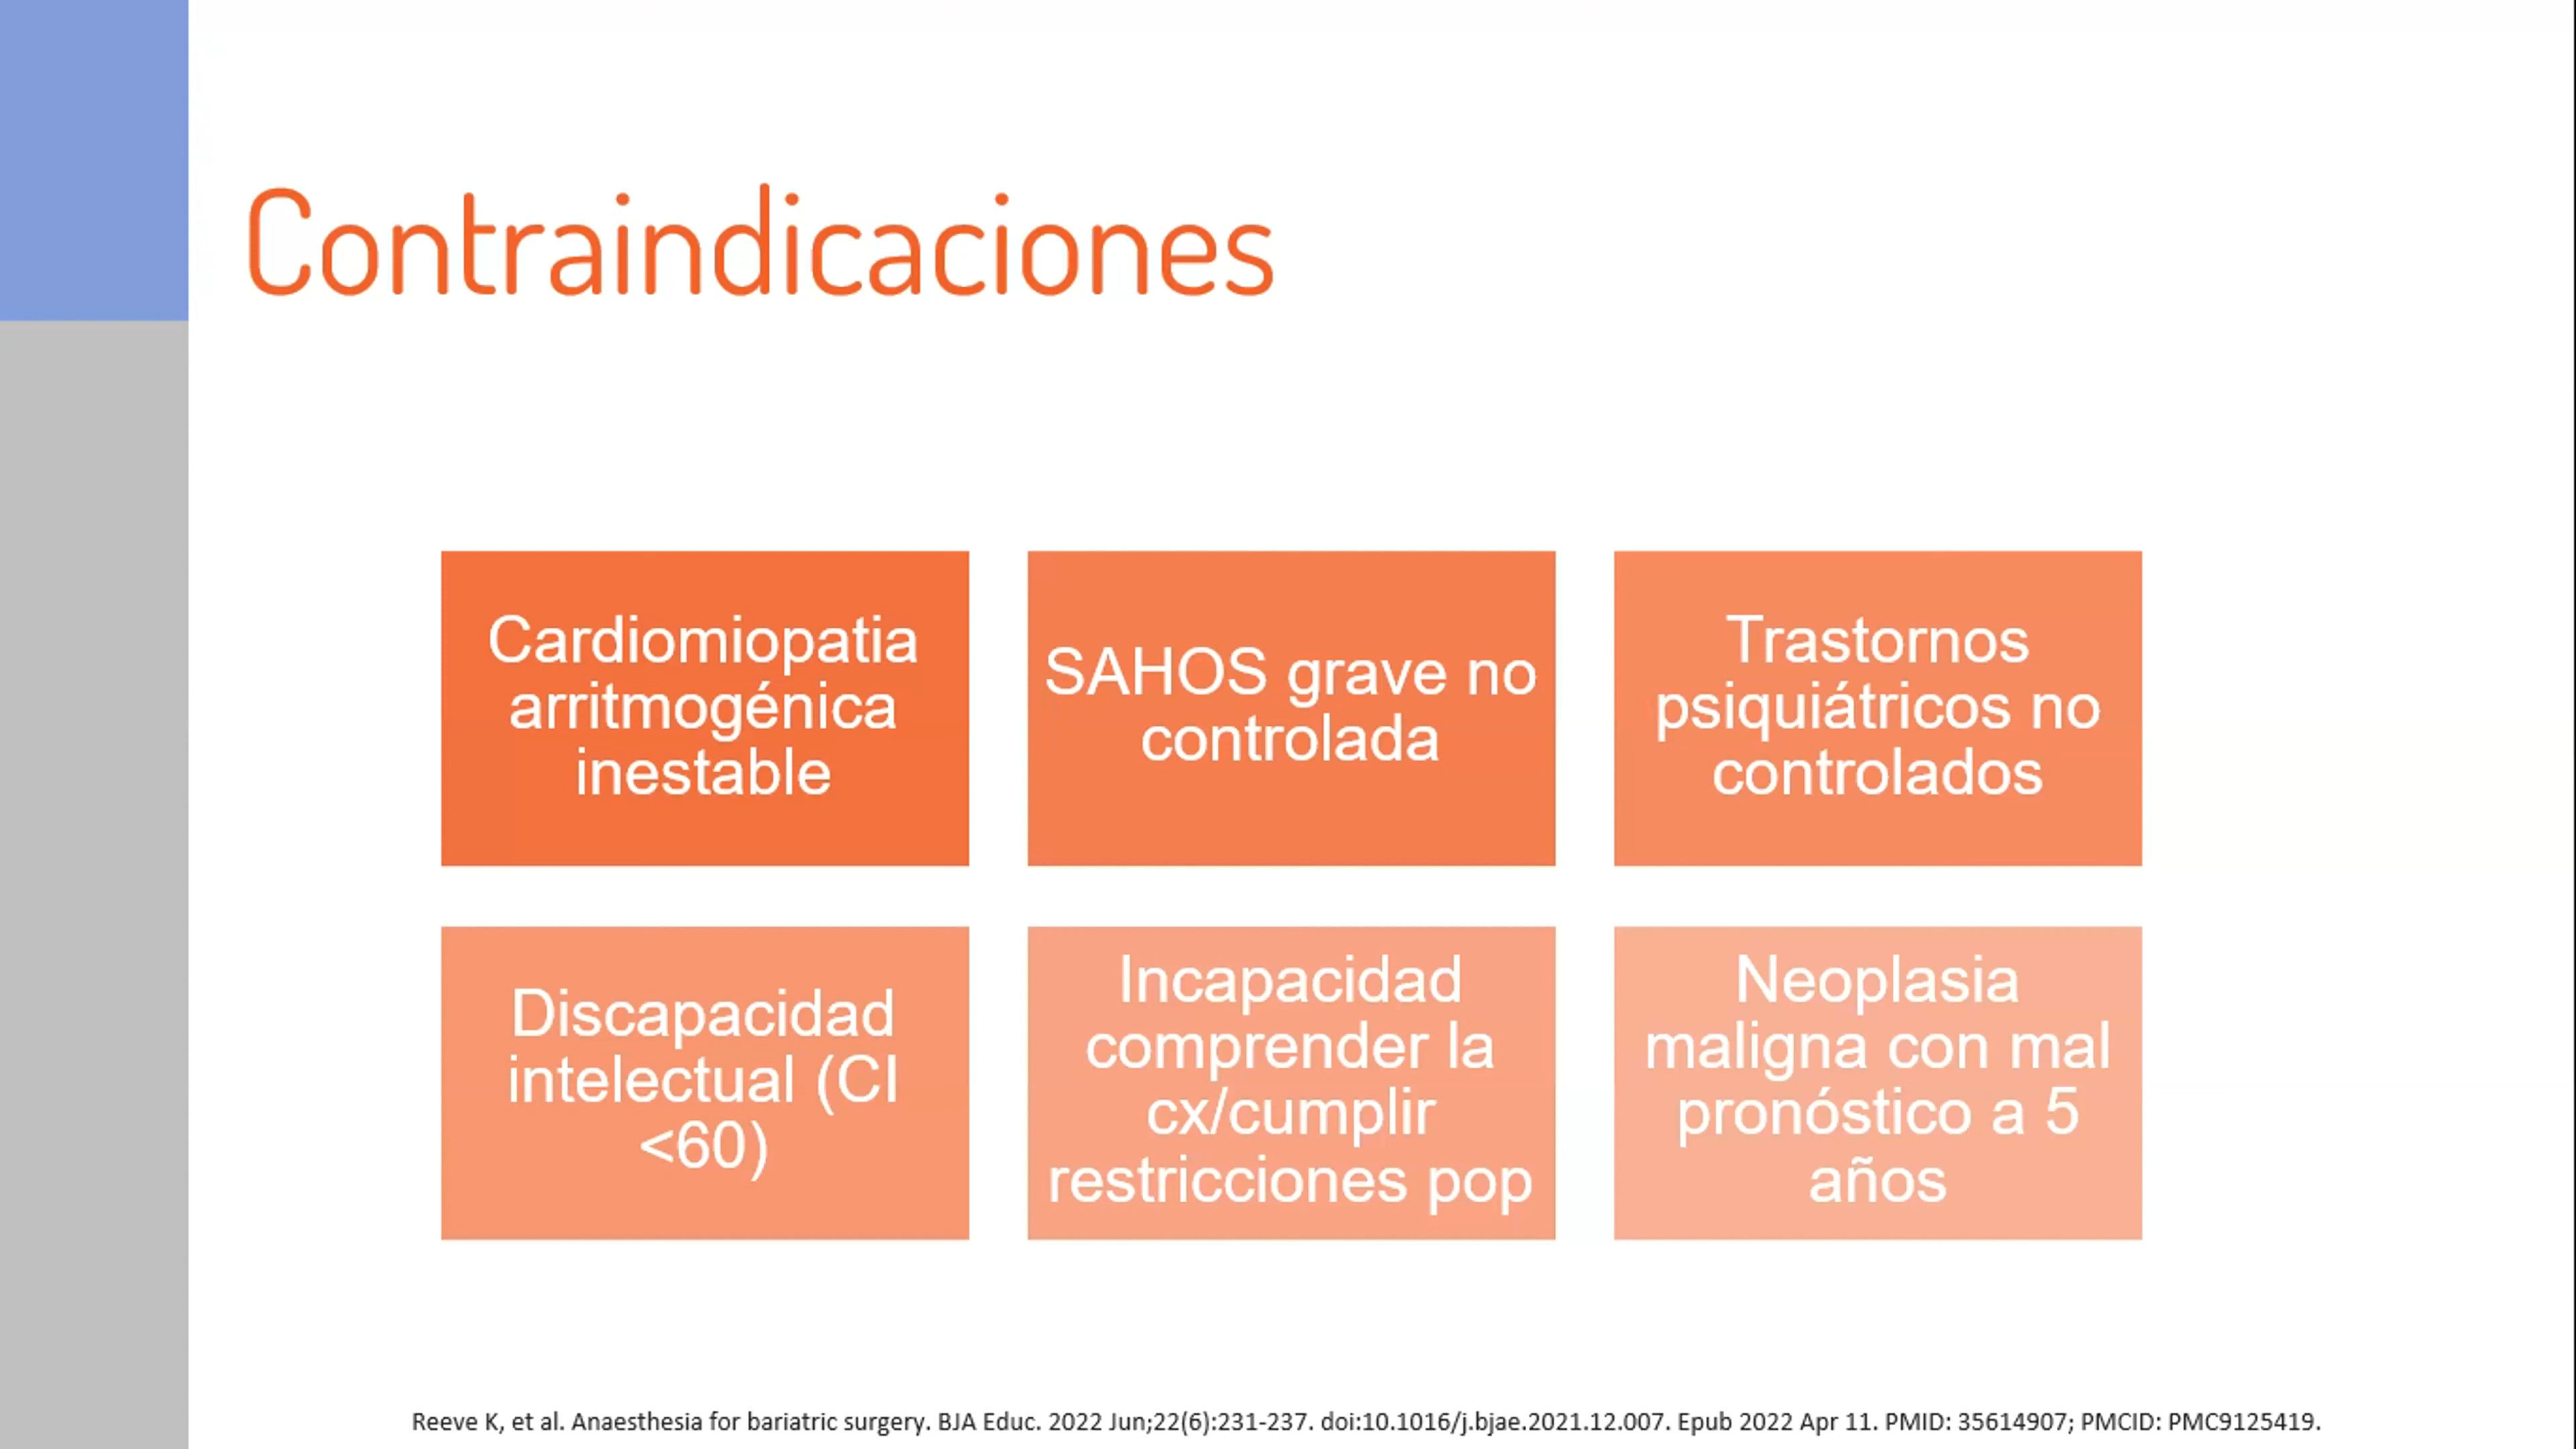 Contraindicaciones
Cardiomiopatia
arritmogénica
inestable
SAHOS grave no
controlada
Trastornos
psiquiátricos no
controlados
Discapacidad
intelectual (CI
<60)
Incapacidad
comprender la
cx/cumplir
restricciones pop
Neoplasia
maligna con mal
pronóstico a 5
años
Reeve K, et al. Anaesthesia for bariatric surgery. BJA Educ. 2022 Jun;22(6):231-237. doi:10.1016/j.bjae.2021.12.007. Epub 2022 Apr 11. PMID: 35614907; PMCID: PMC9125419.